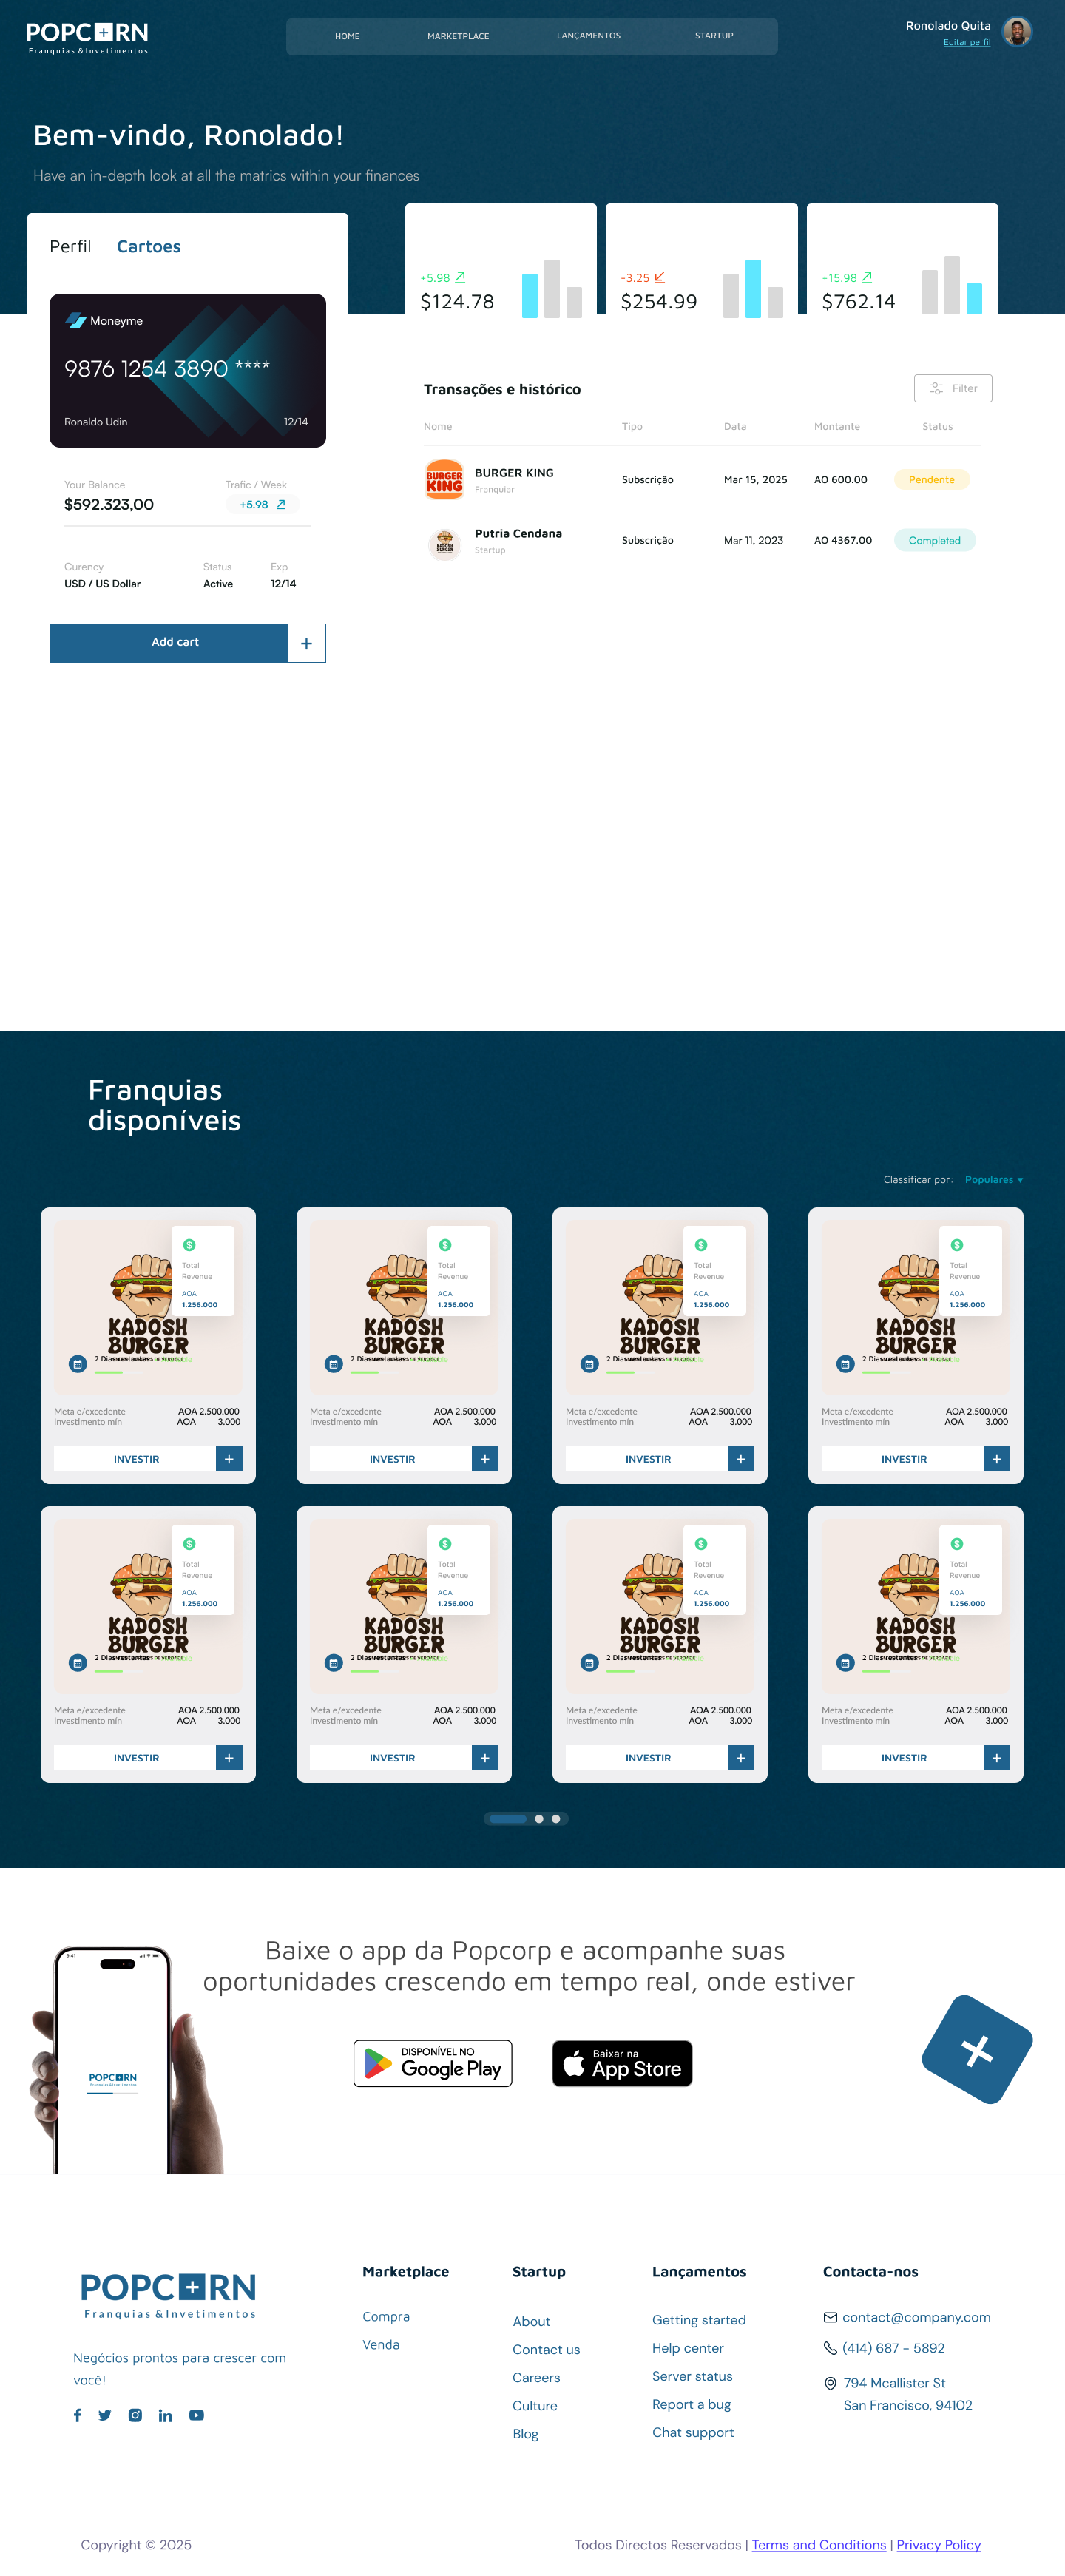 POPC+RN
Franquias & Invetimentos
HOME
MARKETPLACE
LANÇAMENTOS
STARTUP
Ronolado Quita
Editar perfil
Bem-vindo, Ronolado!
Have an in-depth look at all the matrics within your finances
Perfil Cartoes
+5.98
$124.78
-3.25
$254.99
+15.98
$762.14
Moneyme
9876 1254 3890 ****
Ronaldo Udin 12/14
Your Balance Trafic / Week
$592.323,00 +5.98
Curency Status Exp
USD / US Dollar Active 12/14
Add cart +
Transações e histórico
Filter
Nome Tipo Data Montante Status
BURGER KING
BURGER KING Subscrição Mar 15, 2025 AO 600.00 Pendente
Franquiar
Putria Cendana Subscrição Mar 11, 2023 AO 4367.00 Completed
Startup
KADOSH BURGER
Franquias
disponíveis
Classificar por: Populares ▾
$ $ $ $
Total Total Total Total
Revenue Revenue Revenue Revenue
AOA AOA AOA AOA
1.256.000 1.256.000 1.256.000 1.256.000
KADOSH KADOSH KADOSH KADOSH
BURGER BURGER BURGER BURGER
2 Dias restantes 2 Dias restantes 2 Dias restantes 2 Dias restantes
Meta e/excedente AOA 2.500.000 Meta e/excedente AOA 2.500.000 Meta e/excedente AOA 2.500.000 Meta e/excedente AOA 2.500.000
Investimento min AOA 3.000 Investimento min AOA 3.000 Investimento min AOA 3.000 Investimento min AOA 3.000
INVESTIR + INVESTIR + INVESTIR + INVESTIR +
$ $ $ $
Total Total Total Total
Revenue Revenue Revenue Revenue
AOA AOA AOA AOA
1.256.000 1.256.000 1.256.000 1.256.000
KADOSH KADOSH KADOSH KADOSH
BURGER BURGER BURGER BURGER
2 Dias restantes 2 Dias restantes 2 Dias restantes 2 Dias restantes
Meta e/excedente AOA 2.500.000 Meta e/excedente AOA 2.500.000 Meta e/excedente AOA 2.500.000 Meta e/excedente AOA 2.500.000
Investimento min AOA 3.000 Investimento min AOA 3.000 Investimento min AOA 3.000 Investimento min AOA 3.000
INVESTIR + INVESTIR + INVESTIR + INVESTIR +
Baixe o app da Popcorp e acompanhe suas
oportunidades crescendo em tempo real, onde estiver
9:41
POPC+RN
Franquias & Invetimentos
DISPONÍVEL NO
Google Play
Baixar na
App Store
+
POPC+RN
Franquias & Invetimentos
Negócios prontos para crescer com
você!
Marketplace
Compra
Venda
Startup
About
Contact us
Careers
Culture
Blog
Lançamentos
Getting started
Help center
Server status
Report a bug
Chat support
Contacta-nos
contact@company.com
(414) 687 - 5892
794 Mcallister St
San Francisco, 94102
Copyright © 2025
Todos Directos Reservados | Terms and Conditions | Privacy Policy